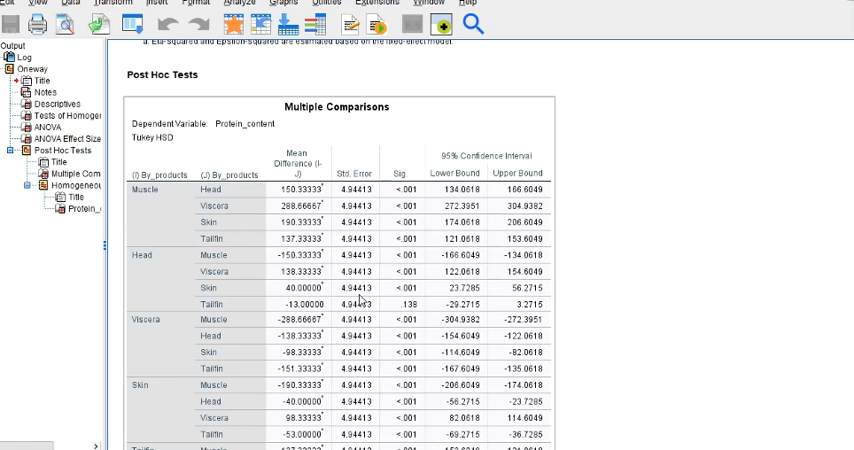 Edit View Data Transform Insert Format Analyze Graphs Utilities Extensions Window Help
Output
Log
Oneway
Title
Notes
Descriptives
Tests of Homogen
ANOVA
ANOVA Effect Size
Post Hoc Tests
Title
Multiple Com
Homogeneou
Title
Protein_
a. Eta-squared and Epsilon-squared are estimated based on the fixed-effect model.
Post Hoc Tests
Multiple Comparisons
Dependent Variable: Protein_content
Tukey HSD
(I) By_products (J) By_products Mean Difference (I-J) Std. Error Sig. 95% Confidence Interval Lower Bound Upper Bound
Muscle Head 150.33333* 4.94413 <.001 134.0618 166.6049
Viscera 288.66667* 4.94413 <.001 272.3951 304.9382
Skin 190.33333* 4.94413 <.001 174.0618 206.6049
Tailfin 137.33333* 4.94413 <.001 121.0618 153.6049
Head Muscle -150.33333* 4.94413 <.001 -166.6049 -134.0618
Viscera 138.33333* 4.94413 <.001 122.0618 154.6049
Skin 40.00000* 4.94413 <.001 23.7285 56.2715
Tailfin -13.00000 4.94413 .138 -29.2715 3.2715
Viscera Muscle -288.66667* 4.94413 <.001 -304.9382 -272.3951
Head -138.33333* 4.94413 <.001 -154.6049 -122.0618
Skin -98.33333* 4.94413 <.001 -114.6049 -82.0618
Tailfin -151.33333* 4.94413 <.001 -167.6049 -135.0618
Skin Muscle -190.33333* 4.94413 <.001 -206.6049 -174.0618
Head -40.00000* 4.94413 <.001 -56.2715 -23.7285
Viscera 98.33333* 4.94413 <.001 82.0618 114.6049
Tailfin -53.00000* 4.94413 <.001 -69.2715 -36.7285